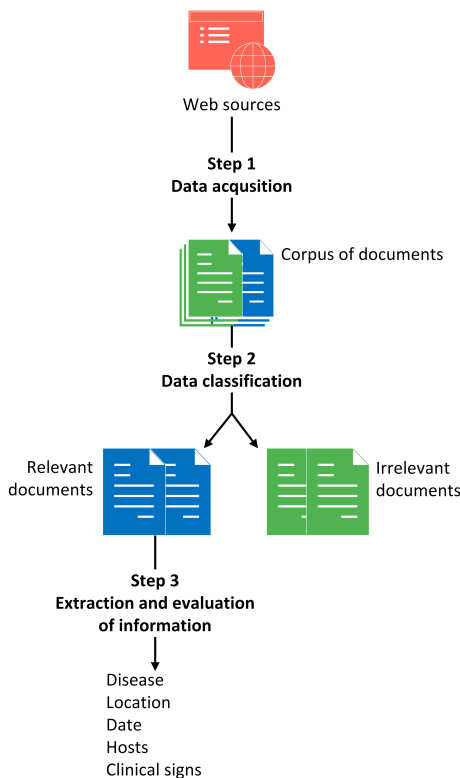 Web sources
Step 1
Data acqusition
Corpus of documents
Step 2
Data classification
Relevant
documents
Irrelevant
documents
Step 3
Extraction and evaluation
of information
Disease
Location
Date
Hosts
Clinical signs